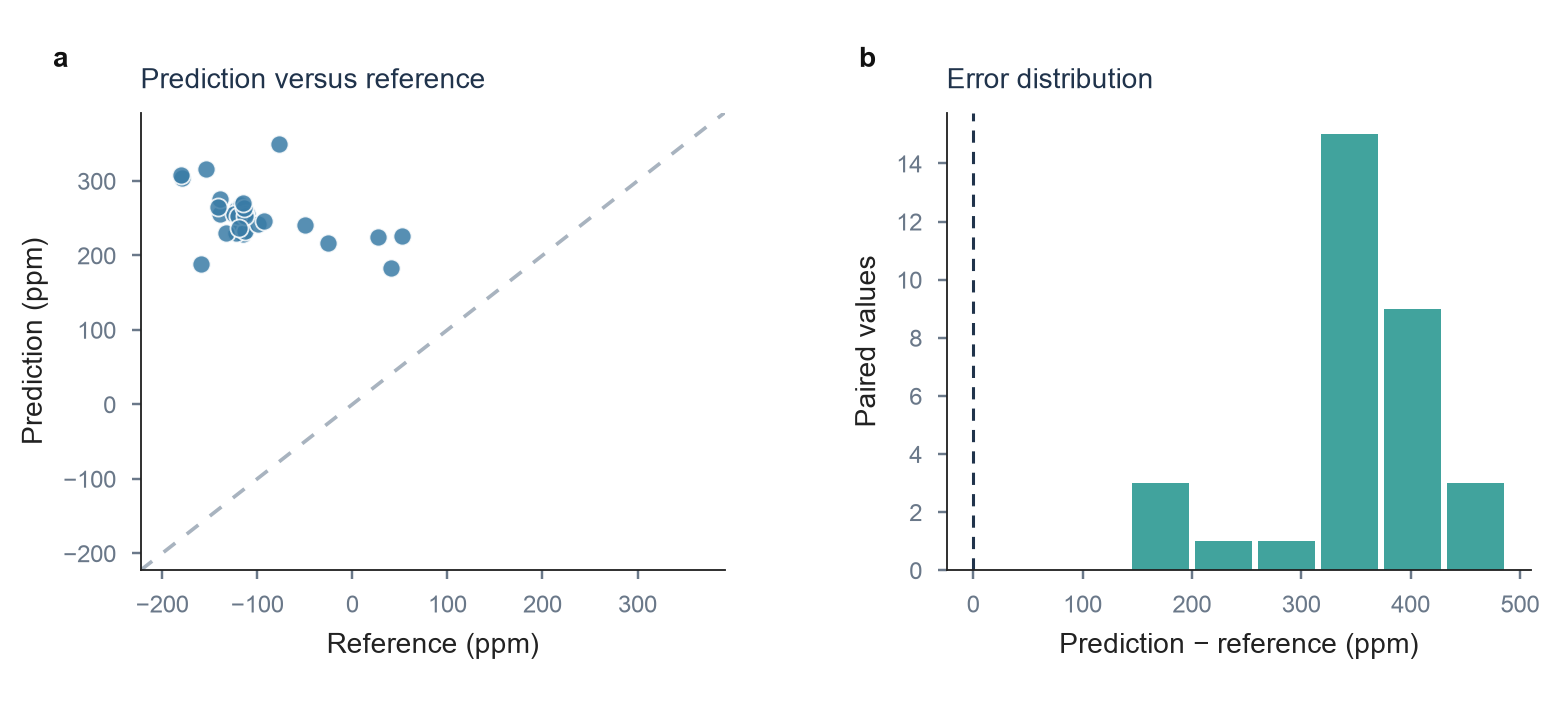 a
Prediction versus reference
Prediction (ppm)
300
200
100
0
−100
−200
−200 −100 0 100 200 300
Reference (ppm)
b
Error distribution
Paired values
14
12
10
8
6
4
2
0
0 100 200 300 400 500
Prediction − reference (ppm)